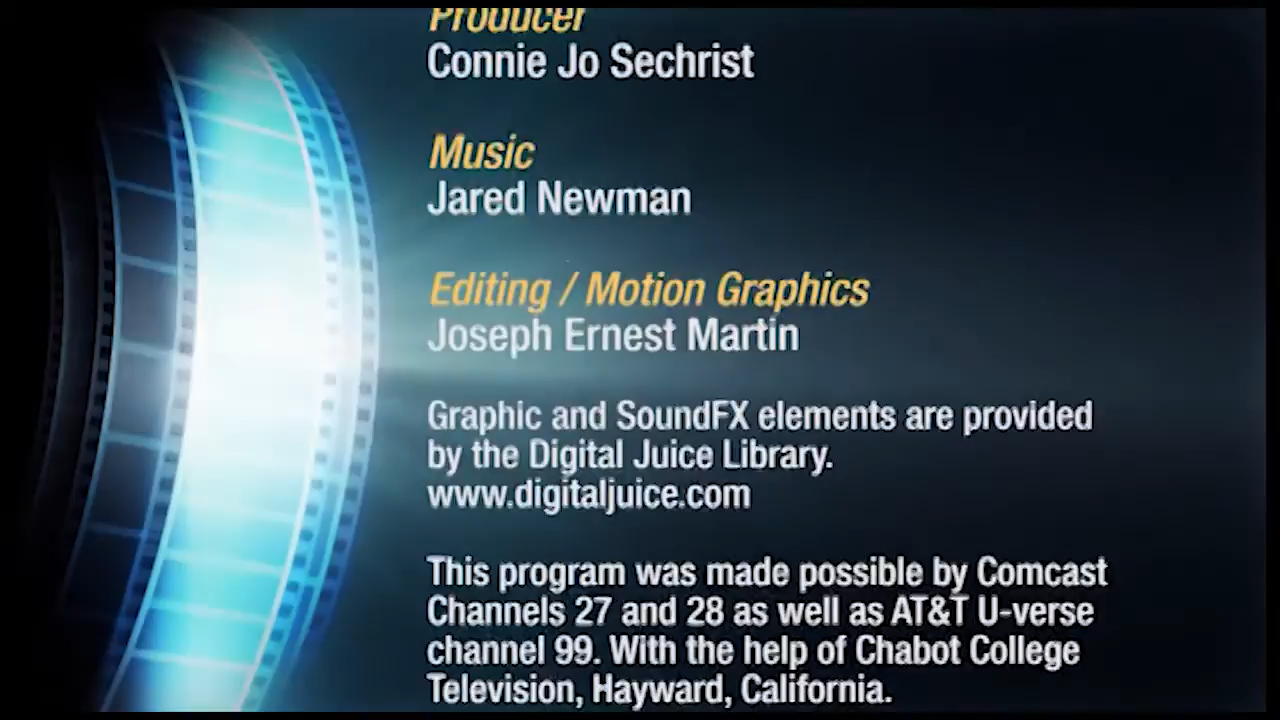 Producer
Connie Jo Sechrist
Music
Jared Newman
Editing / Motion Graphics
Joseph Ernest Martin
Graphic and SoundFX elements are provided
by the Digital Juice Library.
www.digitaljuice.com
This program was made possible by Comcast
Channels 27 and 28 as well as AT&T U-verse
channel 99. With the help of Chabot College
Television, Hayward, California.